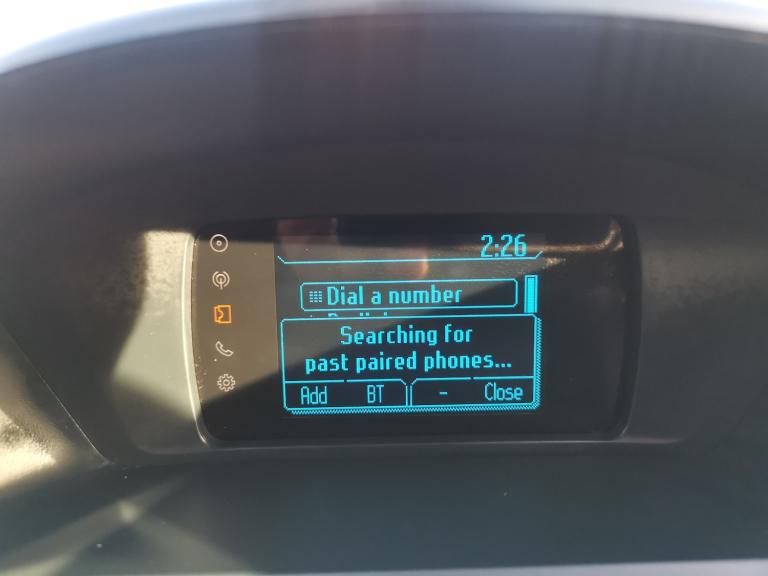 2:26
Dial a number
Searching for
past paired phones...
Add BT - Close